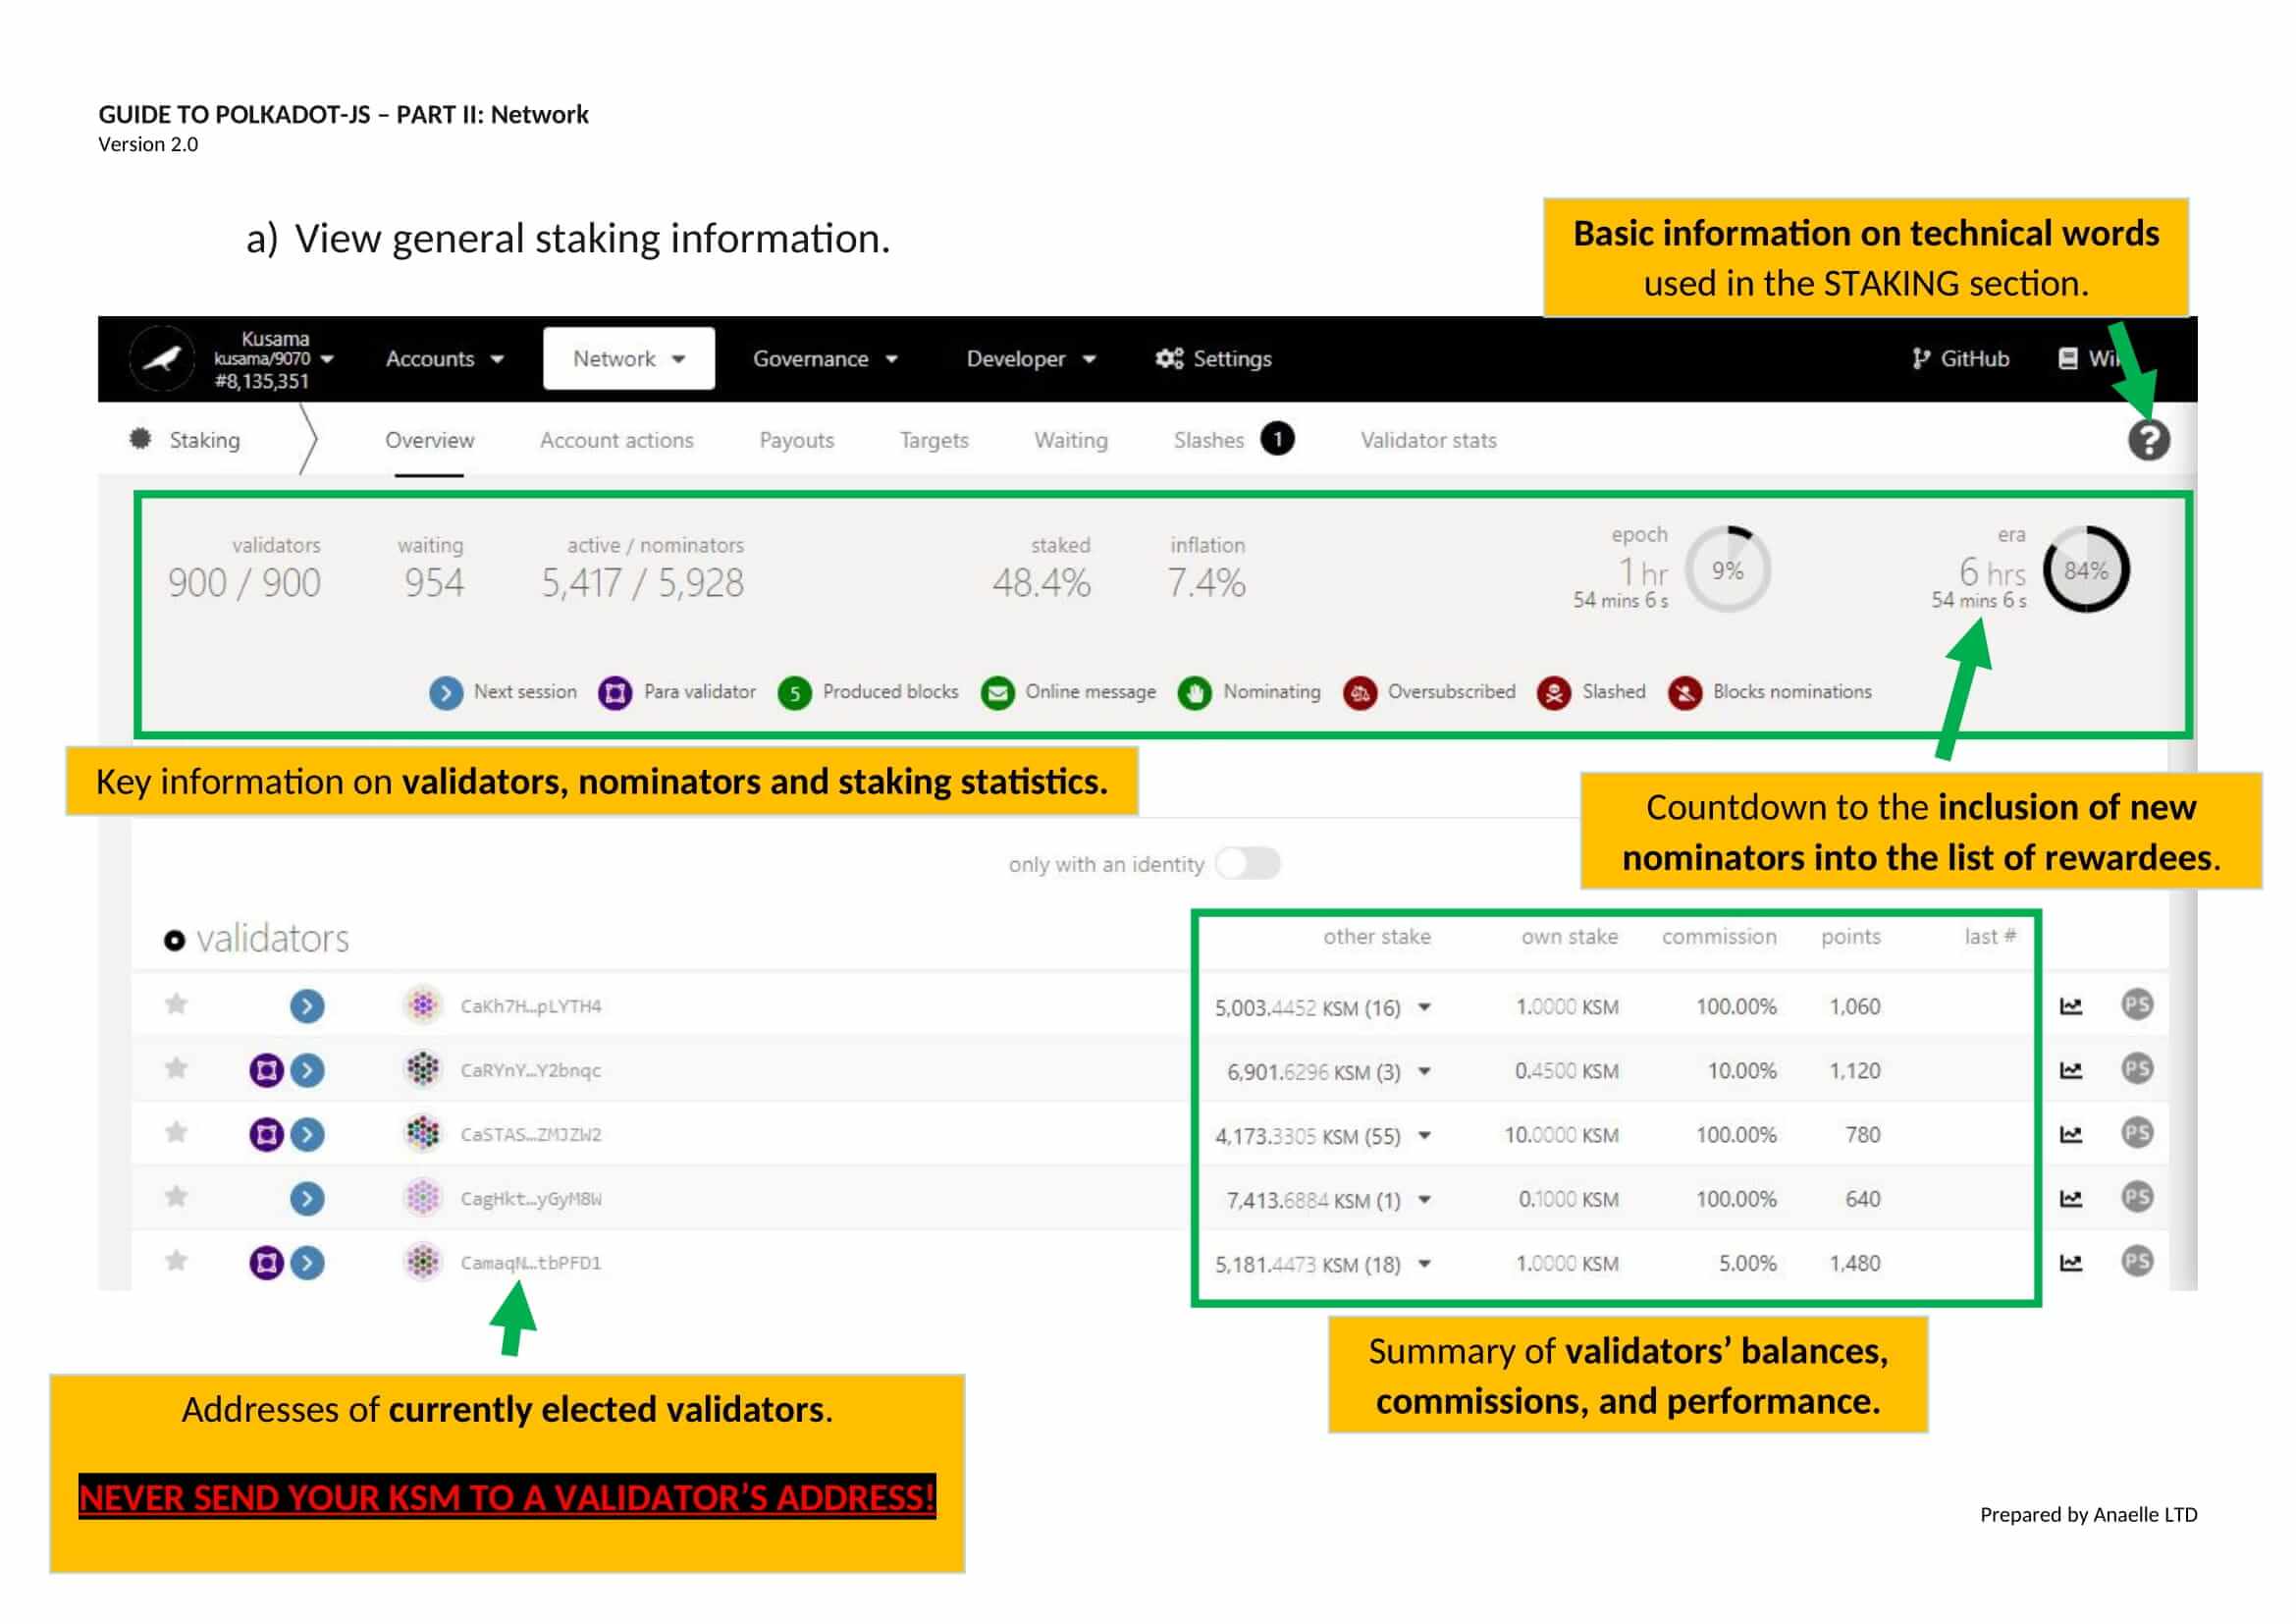 GUIDE TO POLKADOT-JS – PART II: Network
Version 2.0
a) View general staking information.
Basic information on technical words
used in the STAKING section.
Kusama
kusama/9070
#8,135,351
Accounts
Network
Governance
Developer
Settings
GitHub
Staking
Overview
Account actions
Payouts
Targets
Waiting
Slashes 1
Validator stats
?
validators
900 / 900
waiting
954
active / nominators
5,417 / 5,928
staked
48.4%
inflation
7.4%
epoch
1 hr
54 mins 6 s
9%
era
6 hrs
54 mins 6 s
84%
Next session
Para validator
5 Produced blocks
Online message
Nominating
Oversubscribed
Slashed
Blocks nominations
Key information on validators, nominators and staking statistics.
Countdown to the inclusion of new
nominators into the list of rewardees.
only with an identity
validators other stake own stake commission points last #
CaKh7H…pLYTH4 5,003.4452 KSM (16) 1.0000 KSM 100.00% 1,060 PS
CaRYnY…Y2bnqc 6,901.6296 KSM (3) 0.4500 KSM 10.00% 1,120 PS
CaSTAS…ZMJZW2 4,173.3305 KSM (55) 10.0000 KSM 100.00% 780 PS
CagHkt…yGyM8W 7,413.6884 KSM (1) 0.1000 KSM 100.00% 640 PS
CamaqN…tbPFD1 5,181.4473 KSM (18) 1.0000 KSM 5.00% 1,480 PS
Summary of validators’ balances,
commissions, and performance.
Addresses of currently elected validators.
NEVER SEND YOUR KSM TO A VALIDATOR’S ADDRESS!
Prepared by Anaelle LTD